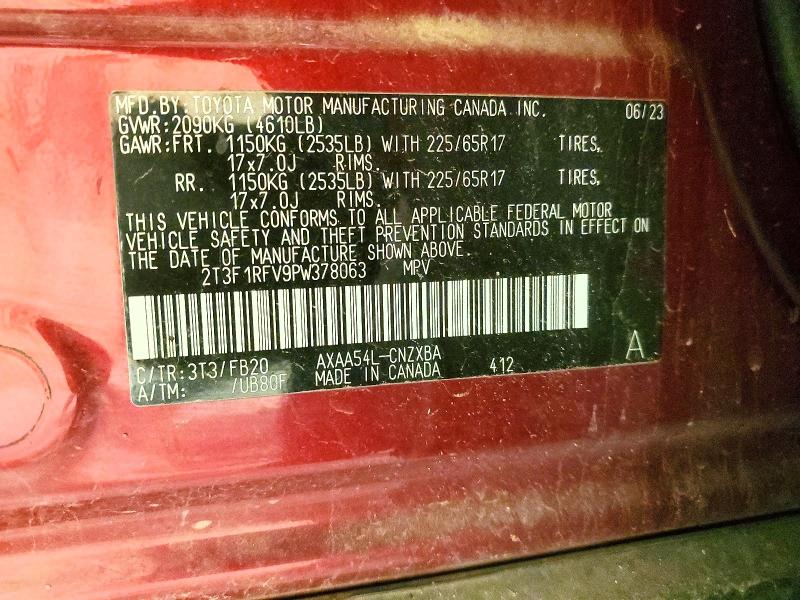 MFD.BY:TOYOTA MOTOR MANUFACTURING CANADA INC. 06/23
GVWR:2090KG (4610LB)
GAWR:FRT. 1150KG (2535LB) WITH 225/65R17 TIRES,
17x7.0J RIMS.
RR. 1150KG (2535LB) WITH 225/65R17 TIRES,
17x7.0J RIMS.
THIS VEHICLE CONFORMS TO ALL APPLICABLE FEDERAL MOTOR
VEHICLE SAFETY AND THEFT PREVENTION STANDARDS IN EFFECT ON
THE DATE OF MANUFACTURE SHOWN ABOVE.
2T3F1RFV9PW378063 MPV
C/TR:3T3/FB20 AXAA54L-CNZXBA 412 A
A/TM: /UB80F MADE IN CANADA